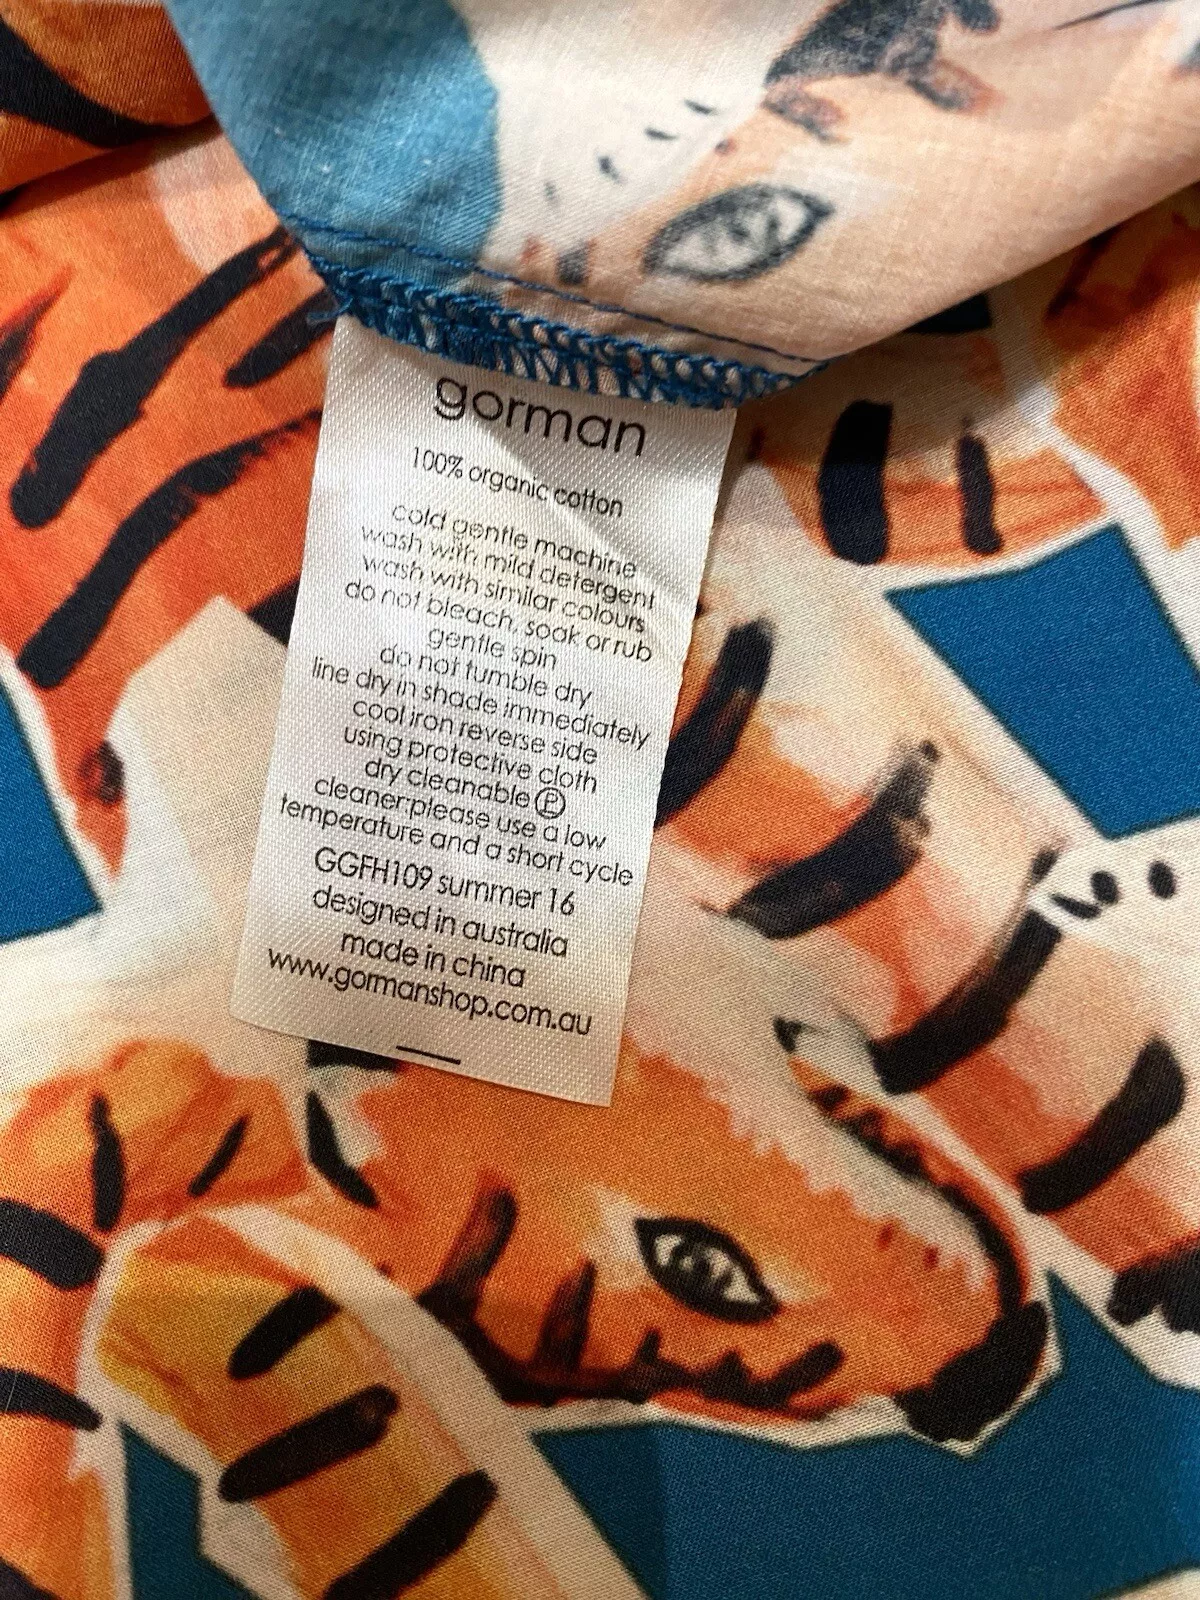 gorman
100% organic cotton
cold gentle machine
wash with mild detergent
wash with similar colours
do not bleach, soak or rub
gentle spin
do not tumble dry
line dry in shade immediately
cool iron reverse side
using protective cloth
dry cleanable Ⓟ
cleaner:please use a low
temperature and a short cycle
GGFH109 summer 16
designed in australia
made in china
www.gormanshop.com.au